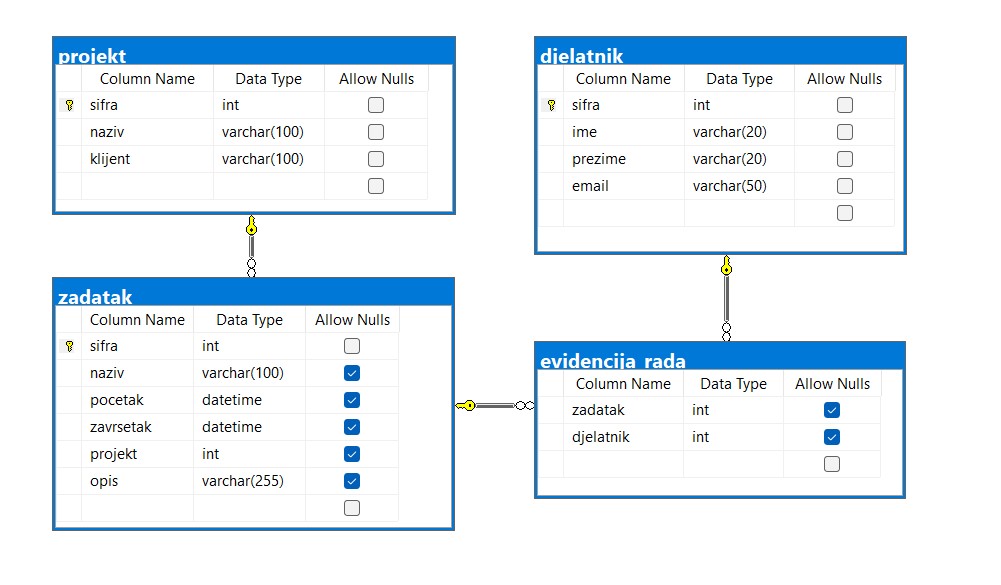 projekt
Column Name Data Type Allow Nulls
sifra int
naziv varchar(100)
klijent varchar(100)
djelatnik
Column Name Data Type Allow Nulls
sifra int
ime varchar(20)
prezime varchar(20)
email varchar(50)
zadatak
Column Name Data Type Allow Nulls
sifra int
naziv varchar(100)
pocetak datetime
zavrsetak datetime
projekt int
opis varchar(255)
evidencija_rada
Column Name Data Type Allow Nulls
zadatak int
djelatnik int